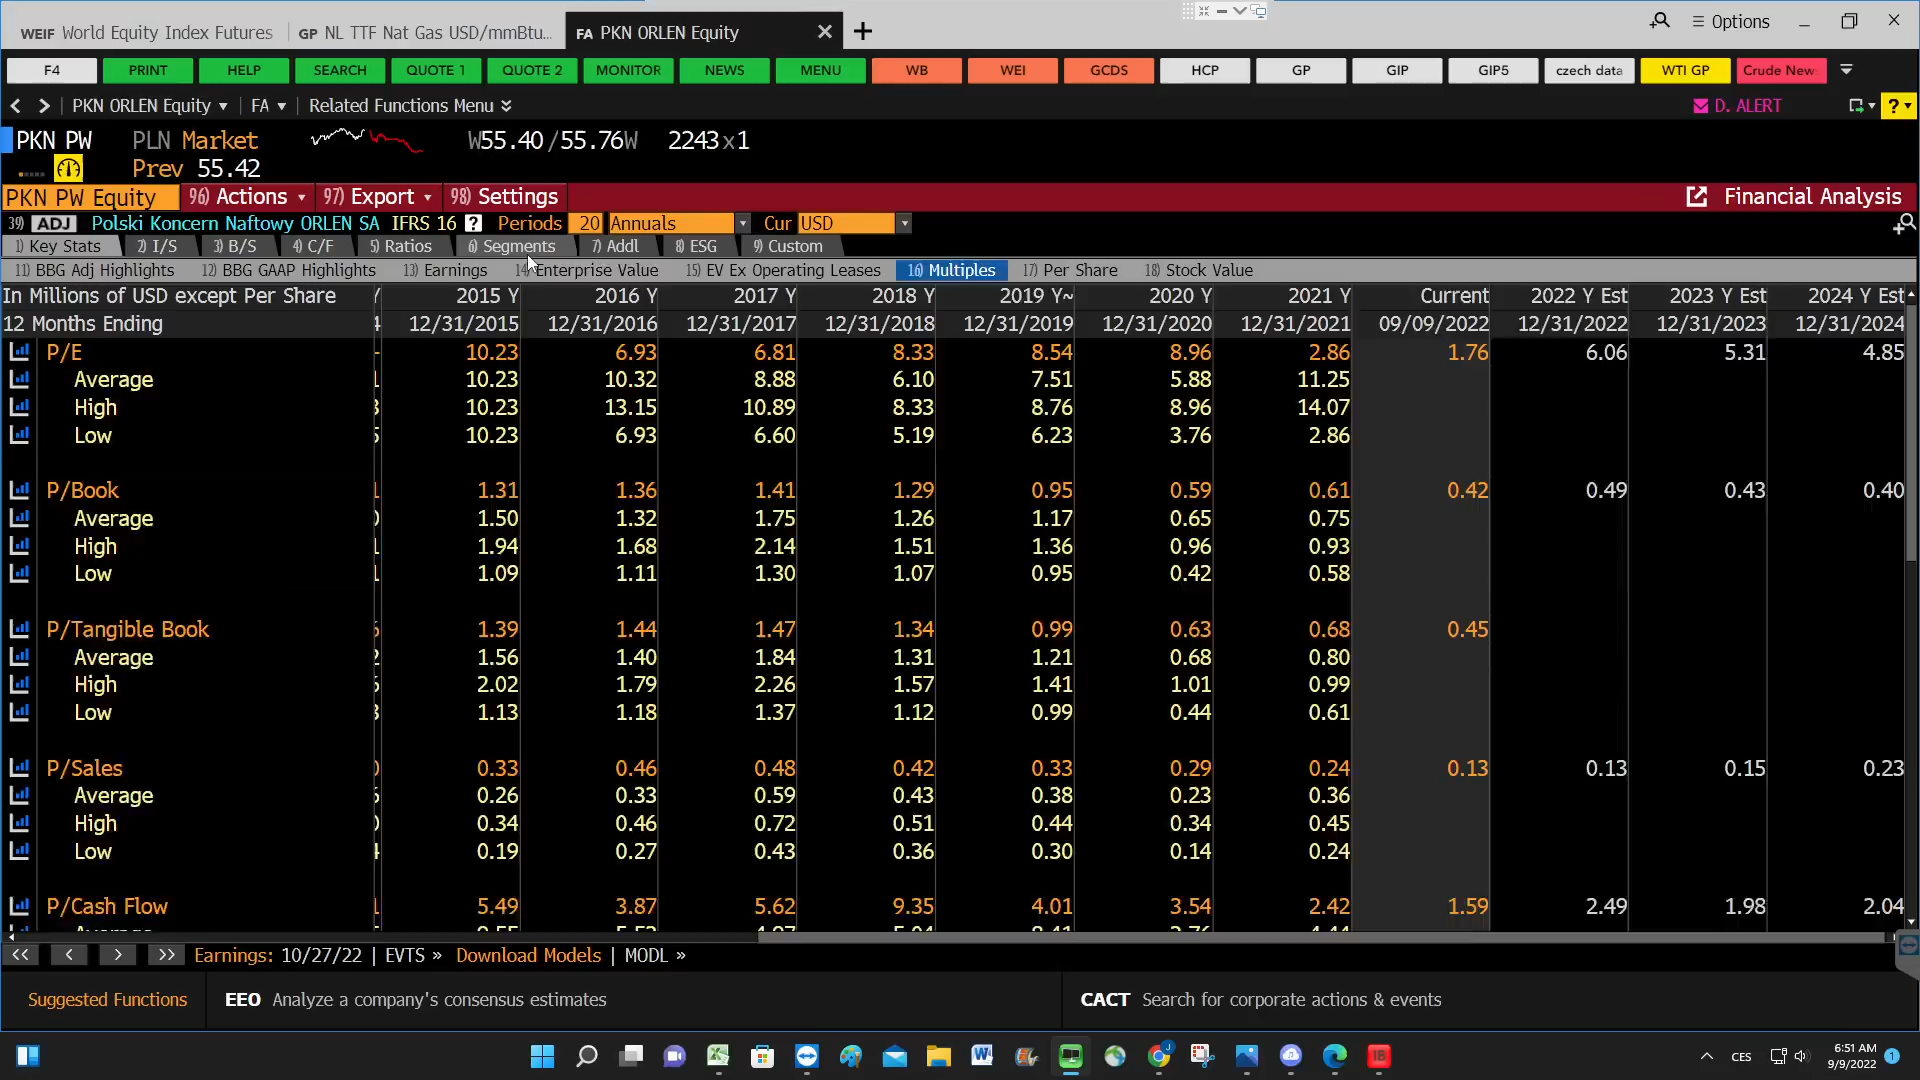 WEIF World Equity Index Futures GP NL TTF Nat Gas USD/mmBtu... FA PKN ORLEN Equity Options
F4 PRINT HELP SEARCH QUOTE 1 QUOTE 2 MONITOR NEWS MENU WB WEI GCDS HCP GP GIP GIP5 czech data WTI GP Crude New
PKN ORLEN Equity FA Related Functions Menu D. ALERT ?
PKN PW PLN Market W55.40/55.76W 2243x1
Prev 55.42
PKN PW Equity 96) Actions 97) Export 98) Settings Financial Analysis
39) ADJ Polski Koncern Naftowy ORLEN SA IFRS 16 ? Periods 20 Annuals Cur USD
1) Key Stats 2) I/S 3) B/S 4) C/F 5) Ratios 6) Segments 7) Addl 8) ESG 9) Custom
11) BBG Adj Highlights 12) BBG GAAP Highlights 13) Earnings 14) Enterprise Value 15) EV Ex Operating Leases 16) Multiples 17) Per Share 18) Stock Value
In Millions of USD except Per Share Y 2015 Y 2016 Y 2017 Y 2018 Y 2019 Y~ 2020 Y 2021 Y Current 2022 Y Est 2023 Y Est 2024 Y Est
12 Months Ending 4 12/31/2015 12/31/2016 12/31/2017 12/31/2018 12/31/2019 12/31/2020 12/31/2021 09/09/2022 12/31/2022 12/31/2023 12/31/2024
P/E - 10.23 6.93 6.81 8.33 8.54 8.96 2.86 1.76 6.06 5.31 4.85
Average 1 10.23 10.32 8.88 6.10 7.51 5.88 11.25
High 3 10.23 13.15 10.89 8.33 8.76 8.96 14.07
Low 5 10.23 6.93 6.60 5.19 6.23 3.76 2.86
P/Book 1 1.31 1.36 1.41 1.29 0.95 0.59 0.61 0.42 0.49 0.43 0.40
Average 0 1.50 1.32 1.75 1.26 1.17 0.65 0.75
High 1 1.94 1.68 2.14 1.51 1.36 0.96 0.93
Low 1 1.09 1.11 1.30 1.07 0.95 0.42 0.58
P/Tangible Book 5 1.39 1.44 1.47 1.34 0.99 0.63 0.68 0.45
Average 2 1.56 1.40 1.84 1.31 1.21 0.68 0.80
High 5 2.02 1.79 2.26 1.57 1.41 1.01 0.99
Low 3 1.13 1.18 1.37 1.12 0.99 0.44 0.61
P/Sales 0 0.33 0.46 0.48 0.42 0.33 0.29 0.24 0.13 0.13 0.15 0.23
Average 5 0.26 0.33 0.59 0.43 0.38 0.23 0.36
High 0 0.34 0.46 0.72 0.51 0.44 0.34 0.45
Low 4 0.19 0.27 0.43 0.36 0.30 0.14 0.24
P/Cash Flow 1 5.49 3.87 5.62 9.35 4.01 3.54 2.42 1.59 2.49 1.98 2.04
<< < > >> Earnings: 10/27/22 | EVTS » Download Models | MODL »
Suggested Functions EEO Analyze a company's consensus estimates CACT Search for corporate actions & events
CES 6:51 AM
9/9/2022 1